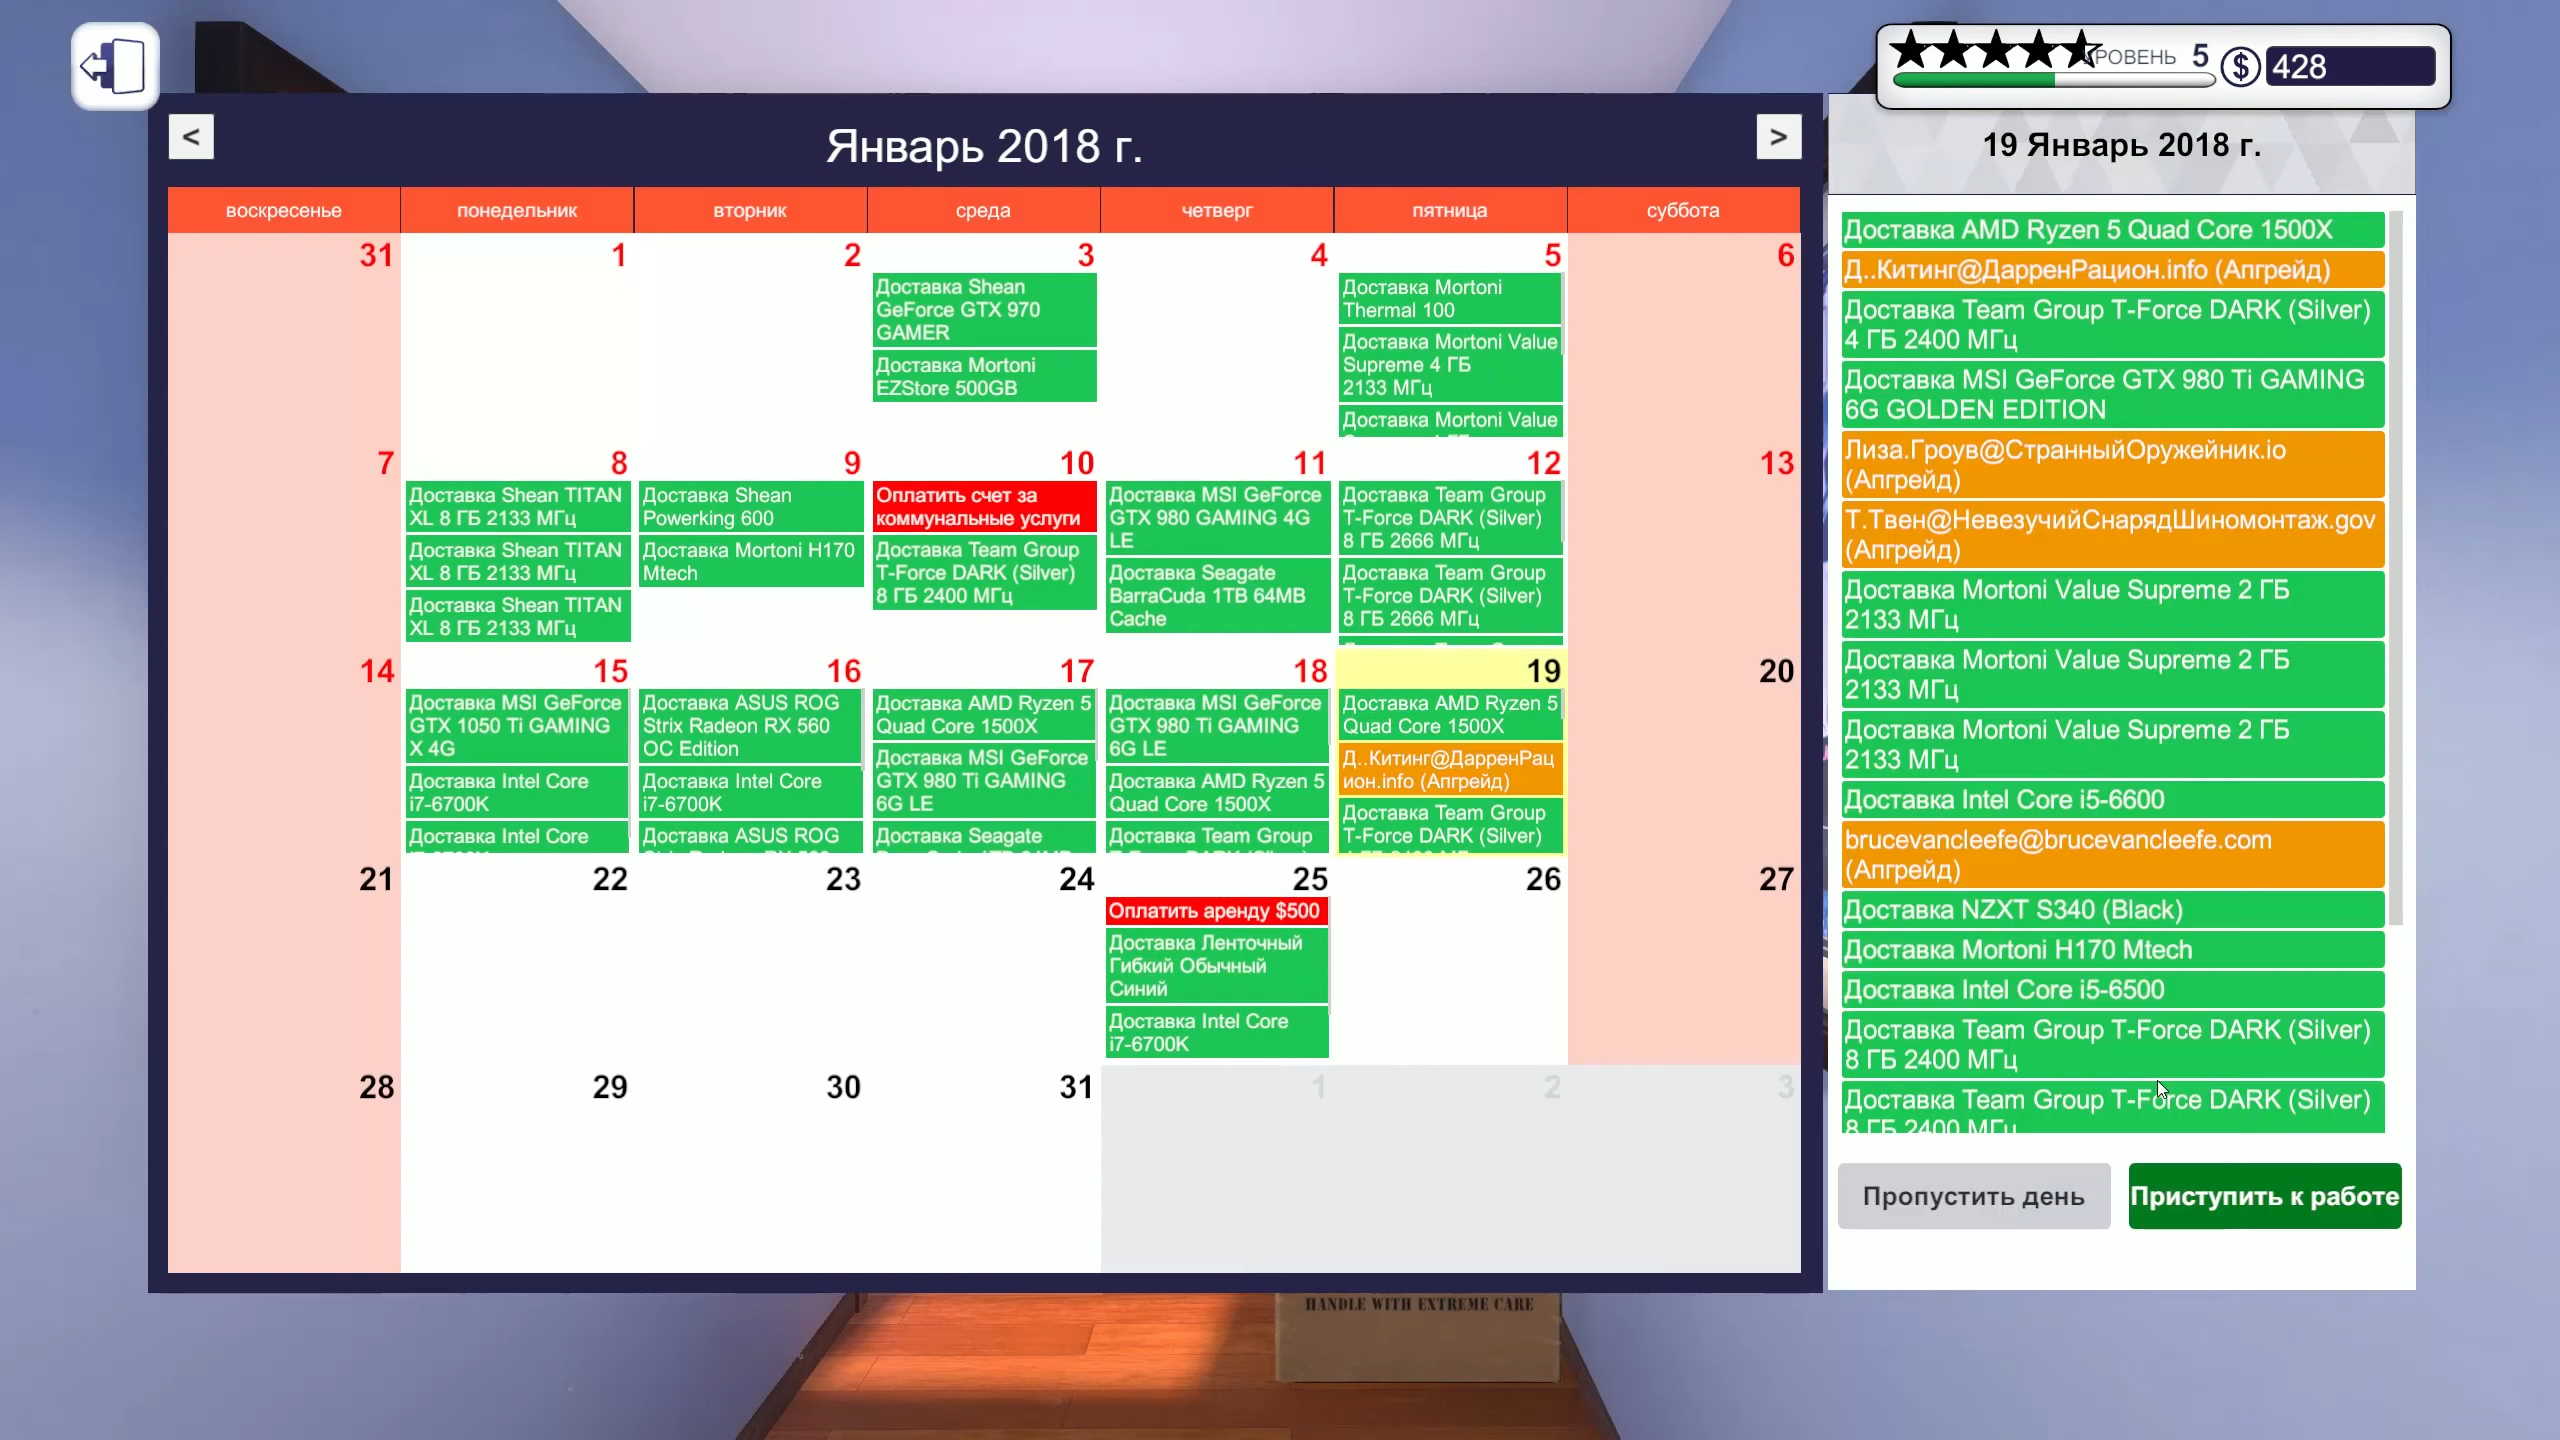 УРОВЕНЬ 5
$ 428
<
Январь 2018 г.
>
19 Январь 2018 г.
воскресенье
понедельник
вторник
среда
четверг
пятница
суббота
31
1
2
3
Доставка Shean
GeForce GTX 970
GAMER
Доставка Mortoni
EZStore 500GB
4
5
Доставка Mortoni
Thermal 100
Доставка Mortoni Value
Supreme 4 ГБ
2133 МГц
Доставка Mortoni Value
6
7
8
Доставка Shean TITAN
XL 8 ГБ 2133 МГц
Доставка Shean TITAN
XL 8 ГБ 2133 МГц
Доставка Shean TITAN
XL 8 ГБ 2133 МГц
9
Доставка Shean
Powerking 600
Доставка Mortoni H170
Mtech
10
Оплатить счет за
коммунальные услуги
Доставка Team Group
T-Force DARK (Silver)
8 ГБ 2400 МГц
11
Доставка MSI GeForce
GTX 980 GAMING 4G
LE
Доставка Seagate
BarraCuda 1TB 64MB
Cache
12
Доставка Team Group
T-Force DARK (Silver)
8 ГБ 2666 МГц
Доставка Team Group
T-Force DARK (Silver)
8 ГБ 2666 МГц
13
14
15
Доставка MSI GeForce
GTX 1050 Ti GAMING
X 4G
Доставка Intel Core
i7-6700K
Доставка Intel Core
16
Доставка ASUS ROG
Strix Radeon RX 560
OC Edition
Доставка Intel Core
i7-6700K
Доставка ASUS ROG
17
Доставка AMD Ryzen 5
Quad Core 1500X
Доставка MSI GeForce
GTX 980 Ti GAMING
6G LE
Доставка Seagate
18
Доставка MSI GeForce
GTX 980 Ti GAMING
6G LE
Доставка AMD Ryzen 5
Quad Core 1500X
Доставка Team Group
19
Доставка AMD Ryzen 5
Quad Core 1500X
Д..Китинг@ДарренРац
ион.info (Апгрейд)
Доставка Team Group
T-Force DARK (Silver)
20
21
22
23
24
25
Оплатить аренду $500
Доставка Ленточный
Гибкий Обычный
Синий
Доставка Intel Core
i7-6700K
26
27
28
29
30
31
1
2
3
Доставка AMD Ryzen 5 Quad Core 1500X
Д..Китинг@ДарренРацион.info (Апгрейд)
Доставка Team Group T-Force DARK (Silver)
4 ГБ 2400 МГц
Доставка MSI GeForce GTX 980 Ti GAMING
6G GOLDEN EDITION
Лиза.Гроув@СтранныйОружейник.io
(Апгрейд)
Т.Твен@НевезучийСнарядШиномонтаж.gov
(Апгрейд)
Доставка Mortoni Value Supreme 2 ГБ
2133 МГц
Доставка Mortoni Value Supreme 2 ГБ
2133 МГц
Доставка Mortoni Value Supreme 2 ГБ
2133 МГц
Доставка Intel Core i5-6600
brucevancleefe@brucevancleefe.com
(Апгрейд)
Доставка NZXT S340 (Black)
Доставка Mortoni H170 Mtech
Доставка Intel Core i5-6500
Доставка Team Group T-Force DARK (Silver)
8 ГБ 2400 МГц
Доставка Team Group T-Force DARK (Silver)
8 ГБ 2400 МГц
Пропустить день
Приступить к работе
HANDLE WITH EXTREME CARE